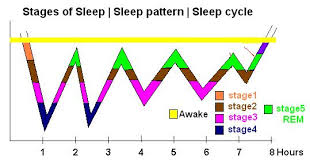 Stages of Sleep | Sleep pattern | Sleep cycle
Awake
stage1
stage2
stage3
stage4
stage5
REM
1 2 3 4 5 6 7 8 Hours